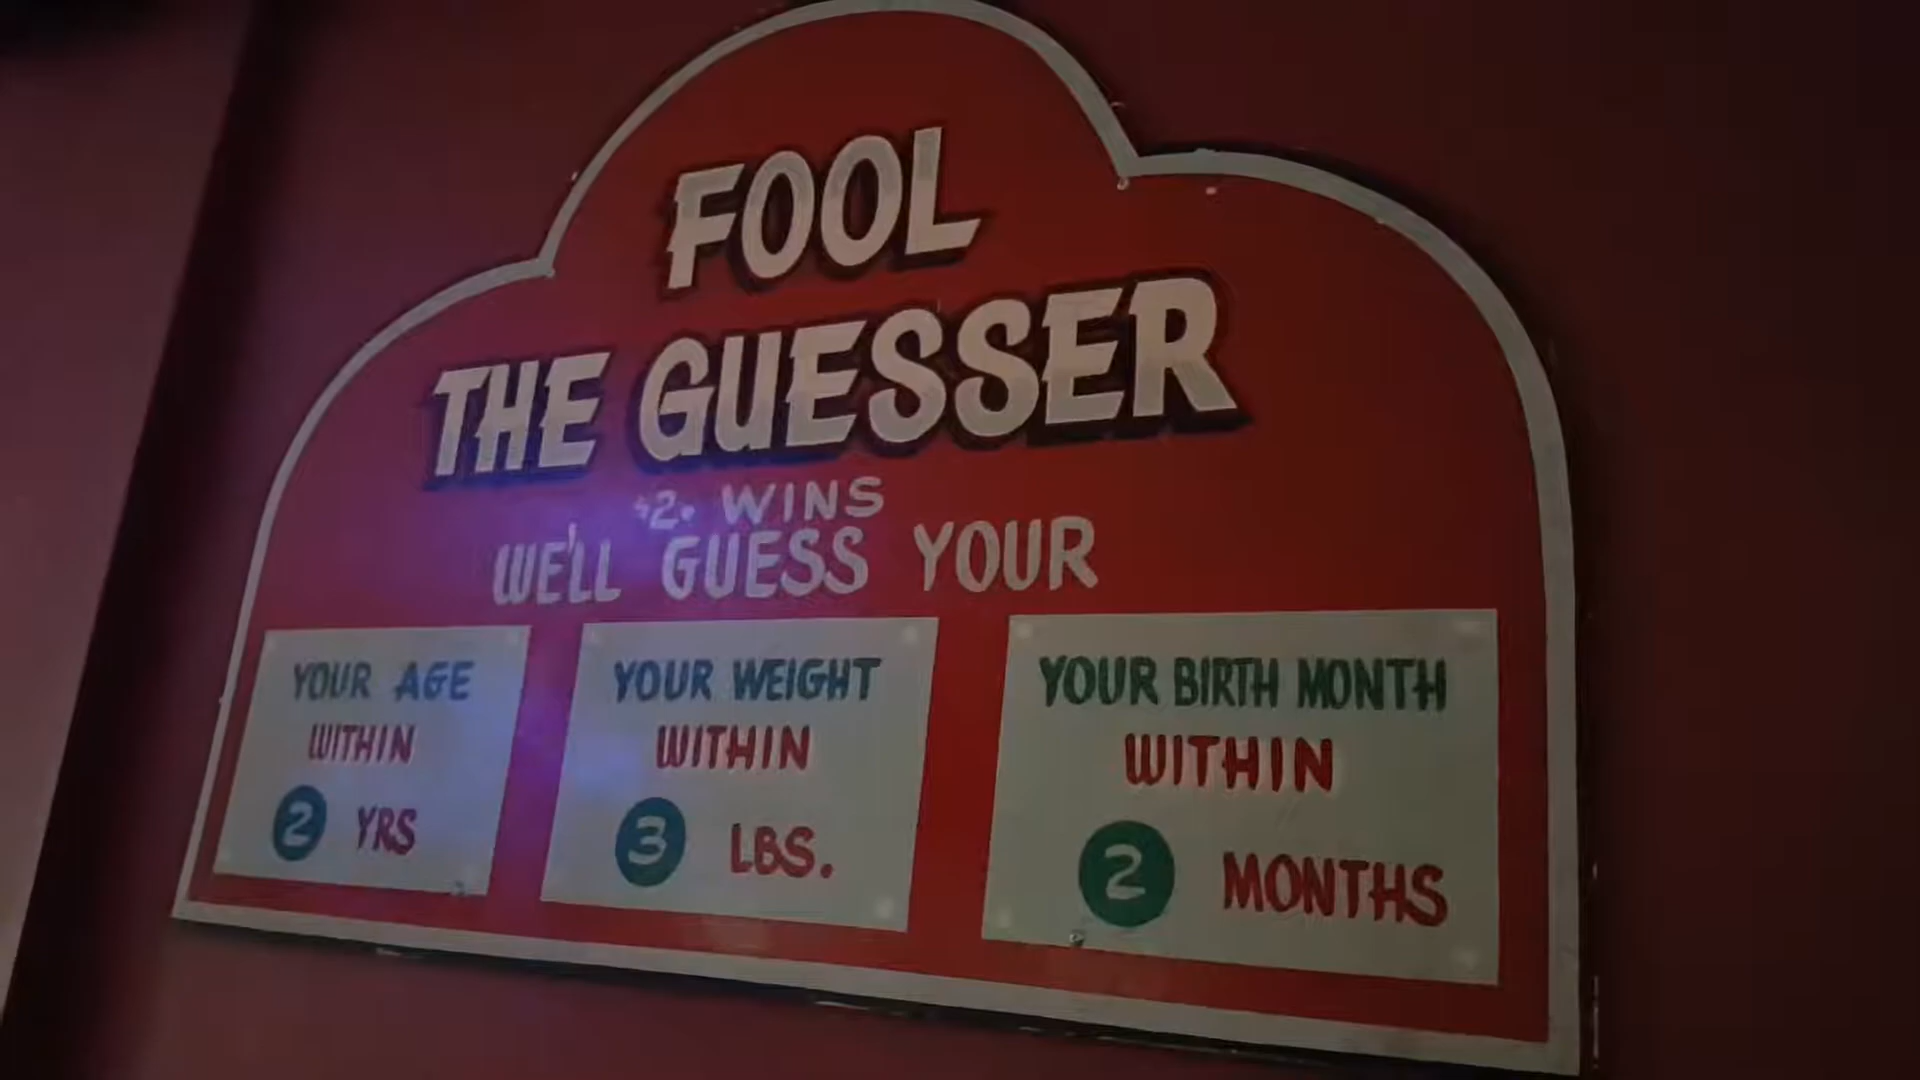 FOOL
THE GUESSER
$2. WINS
WE'LL GUESS YOUR
YOUR AGE
WITHIN
2 YRS
YOUR WEIGHT
WITHIN
3 LBS.
YOUR BIRTH MONTH
WITHIN
2 MONTHS